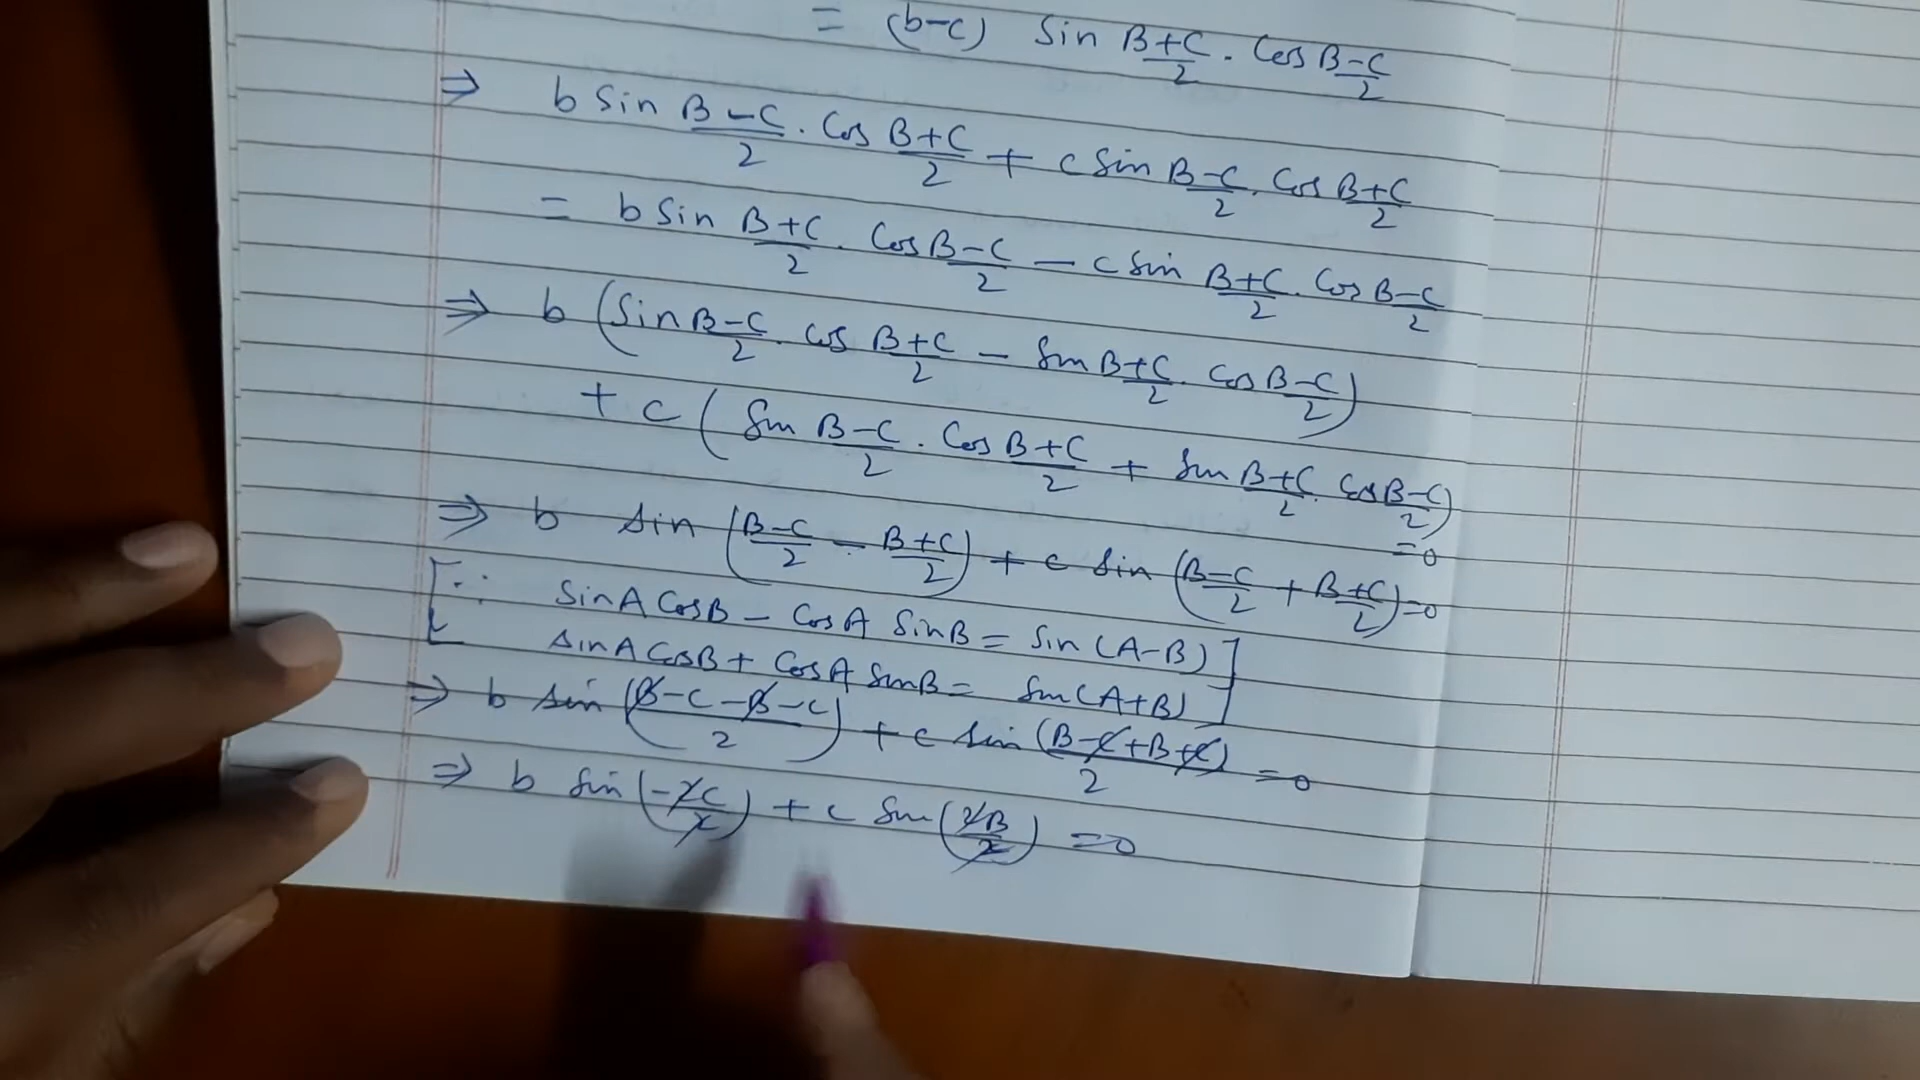 = (b-c) Sin B+C/2 . Cos B-C/2
⇒ b Sin B-C/2 . Cos B+C/2 + c Sin B-C/2 . Cos B+C/2
= b Sin B+C/2 . Cos B-C/2 - c Sin B+C/2 . Cos B-C/2
⇒ b (Sin B-C/2 . Cos B+C/2 - Sin B+C/2 . Cos B-C/2)
+ c (Sin B-C/2 . Cos B+C/2 + Sin B+C/2 . Cos B-C/2) = 0
⇒ b Sin (B-C/2 - B+C/2) + c Sin (B-C/2 + B+C/2) = 0
[∵ Sin A Cos B - Cos A Sin B = Sin (A-B)
Sin A Cos B + Cos A Sin B = Sin (A+B)]
⇒ b Sin (B-C-B-C/2) + c Sin (B-C+B+C/2) = 0
⇒ b Sin (-2C/2) + c Sin (2B/2) = 0